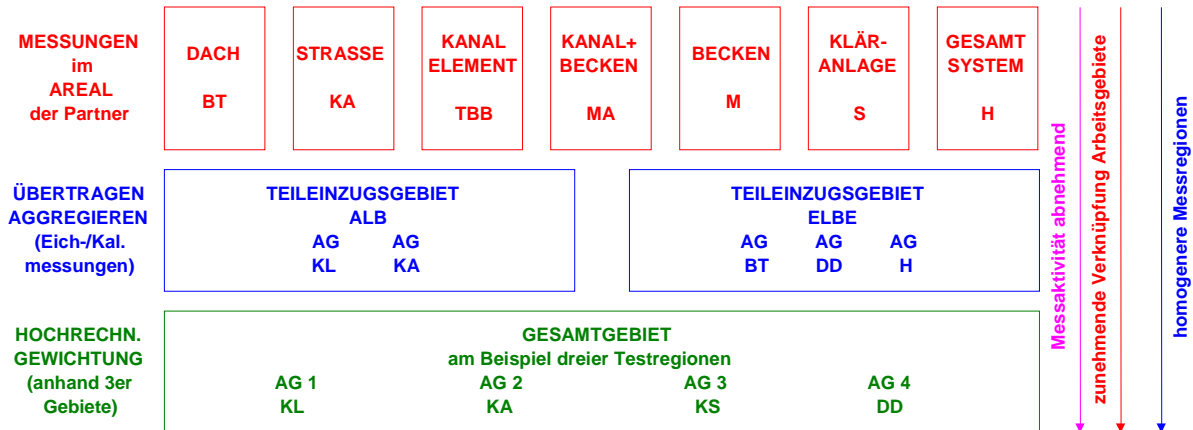 MESSUNGEN
im
AREAL
der Partner
DACH
BT
STRASSE
KA
KANAL
ELEMENT
TBB
KANAL+
BECKEN
MA
BECKEN
M
KLÄR-
ANLAGE
S
GESAMT
SYSTEM
H
ÜBERTRAGEN
AGGREGIEREN
(Eich-/Kal.
messungen)
TEILEINZUGSGEBIET
ALB
AG AG
KL KA
TEILEINZUGSGEBIET
ELBE
AG AG AG
BT DD H
HOCHRECHN.
GEWICHTUNG
(anhand 3er
Gebiete)
GESAMTGEBIET
am Beispiel dreier Testregionen
AG 1 AG 2 AG 3 AG 4
KL KA KS DD
Messaktivität abnehmend
zunehmende Verknüpfung Arbeitsgebiete
homogenere Messregionen